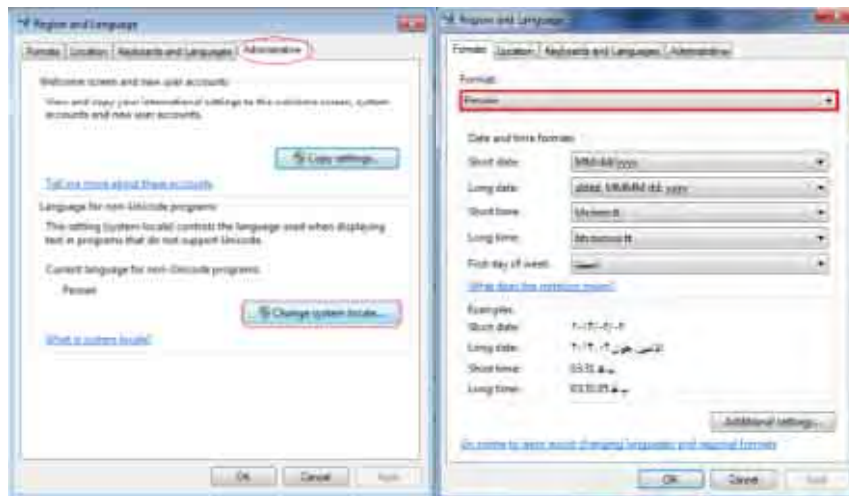 Region and Language
Formats Location Keyboards and Languages Administrative
Welcome screen and new user accounts
View and copy your international settings to the welcome screen, system
accounts and new user accounts.
Copy settings...
Tell me more about these accounts
Language for non-Unicode programs
This setting (system locale) controls the language used when displaying
text in programs that do not support Unicode.
Current language for non-Unicode programs:
Persian
Change system locale...
What is system locale?
OK Cancel Apply
Region and Language
Formats Location Keyboards and Languages Administrative
Format:
Persian
Date and time formats
Short date:
Long date: dddd, MMMM dd, yyyy
Short time:
Long time:
First day of week:
What does the notation mean?
Examples
Short date:
Long date:
Short time: 03:31
Long time:
Additional settings...
Go online to learn about changing languages and regional formats
OK Cancel Apply